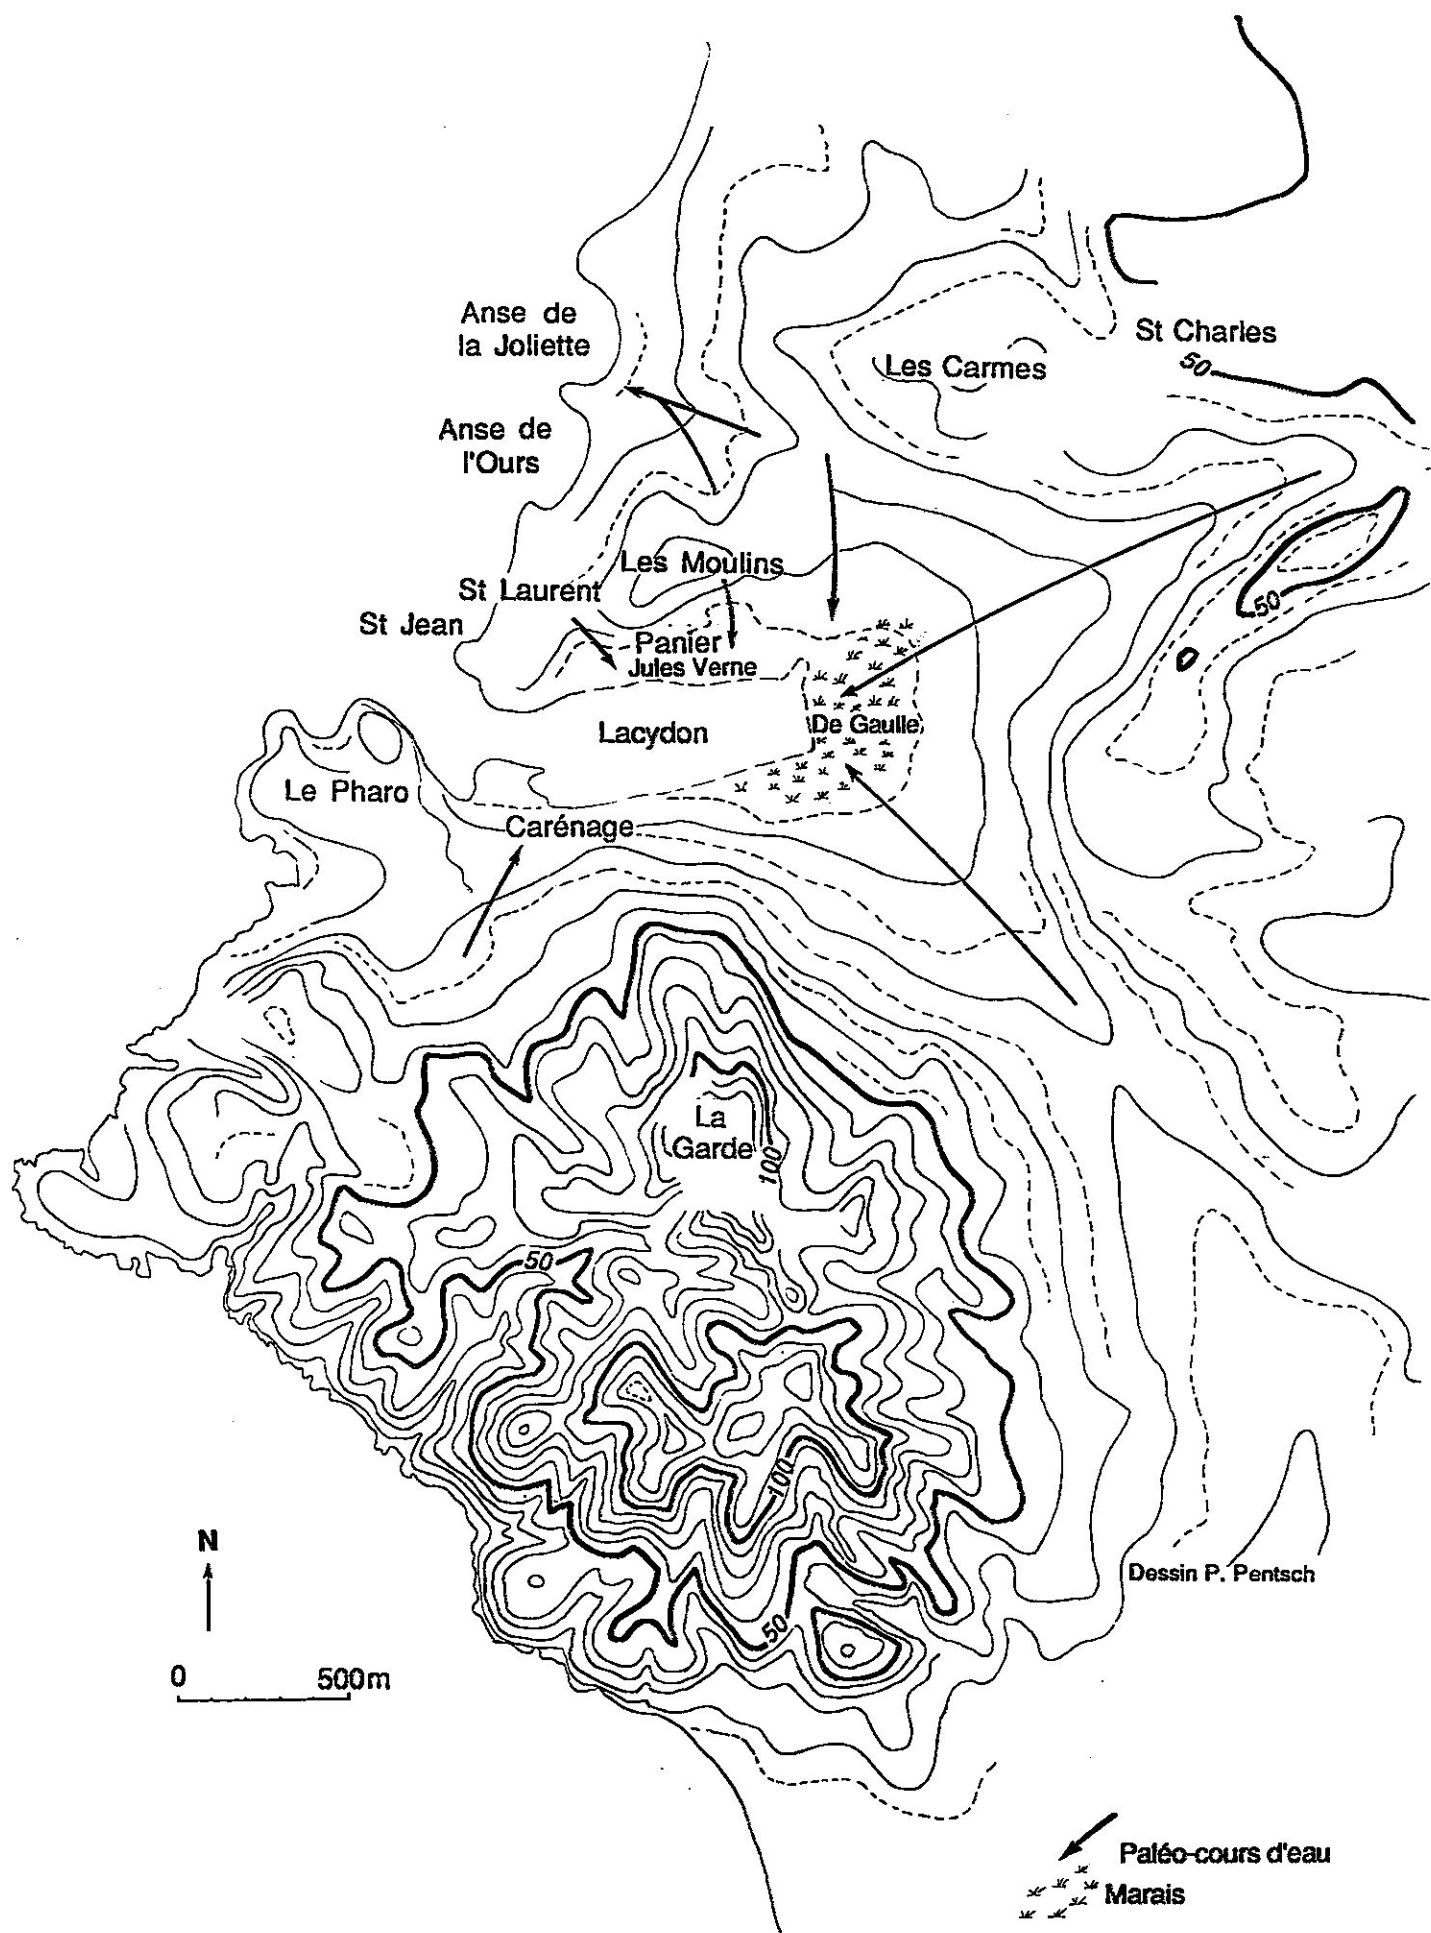 Anse de
la Joliette
St Charles
50
Les Carmes
Anse de
l'Ours
Les Moulins
St Laurent
50
St Jean
Panier
Jules Verne
De Gaulle
Lacydon
Le Pharo
Carénage
La
Garde
100
50
100
N
Dessin P. Pentsch
50
0 500m
Paléo-cours d'eau
Marais